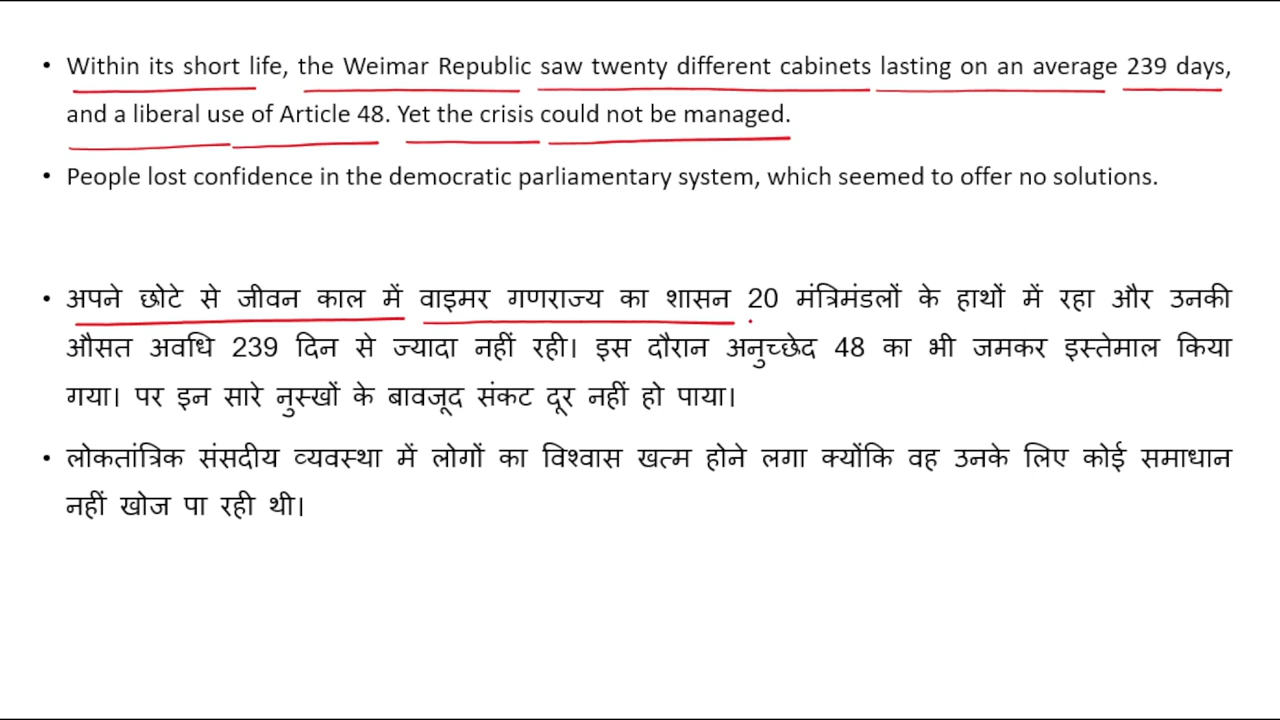 • Within its short life, the Weimar Republic saw twenty different cabinets lasting on an average 239 days,
and a liberal use of Article 48. Yet the crisis could not be managed.
• People lost confidence in the democratic parliamentary system, which seemed to offer no solutions.
• अपने छोटे से जीवन काल में वाइमर गणराज्य का शासन 20 मंत्रिमंडलों के हाथों में रहा और उनकी
औसत अवधि 239 दिन से ज्यादा नहीं रही। इस दौरान अनुच्छेद 48 का भी जमकर इस्तेमाल किया
गया। पर इन सारे नुस्खों के बावजूद संकट दूर नहीं हो पाया।
• लोकतांत्रिक संसदीय व्यवस्था में लोगों का विश्वास खत्म होने लगा क्योंकि वह उनके लिए कोई समाधान
नहीं खोज पा रही थी।